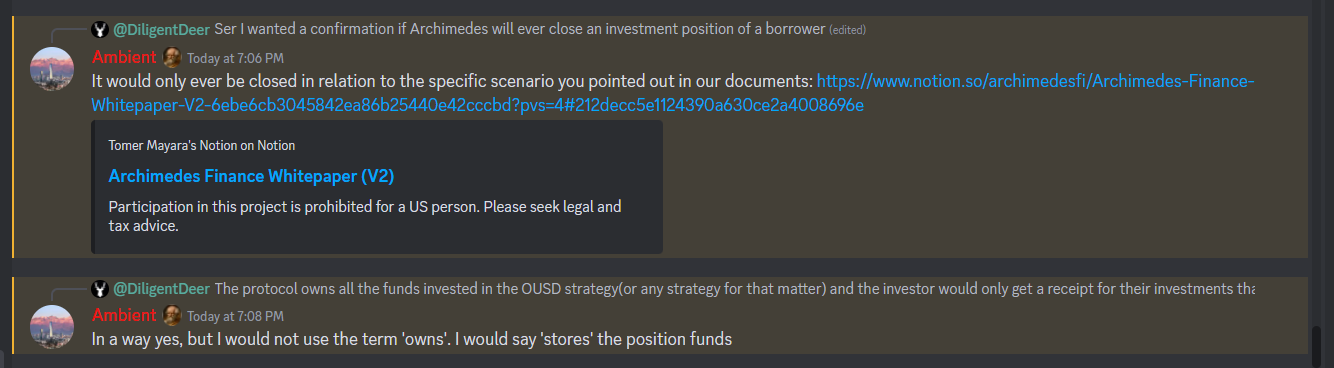 @DiligentDeer Ser I wanted a confirmation if Archimedes will ever close an investment position of a borrower (edited)
Ambient Today at 7:06 PM
It would only ever be closed in relation to the specific scenario you pointed out in our documents: https://www.notion.so/archimedesfi/Archimedes-Finance-
Whitepaper-V2-6ebe6cb3045842ea86b25440e42cccbd?pvs=4#212decc5e1124390a630ce2a4008696e
Tomer Mayara's Notion on Notion
Archimedes Finance Whitepaper (V2)
Participation in this project is prohibited for a US person. Please seek legal and
tax advice.
@DiligentDeer The protocol owns all the funds invested in the OUSD strategy(or any strategy for that matter) and the investor would only get a receipt for their investments tha
Ambient Today at 7:08 PM
In a way yes, but I would not use the term 'owns'. I would say 'stores' the position funds